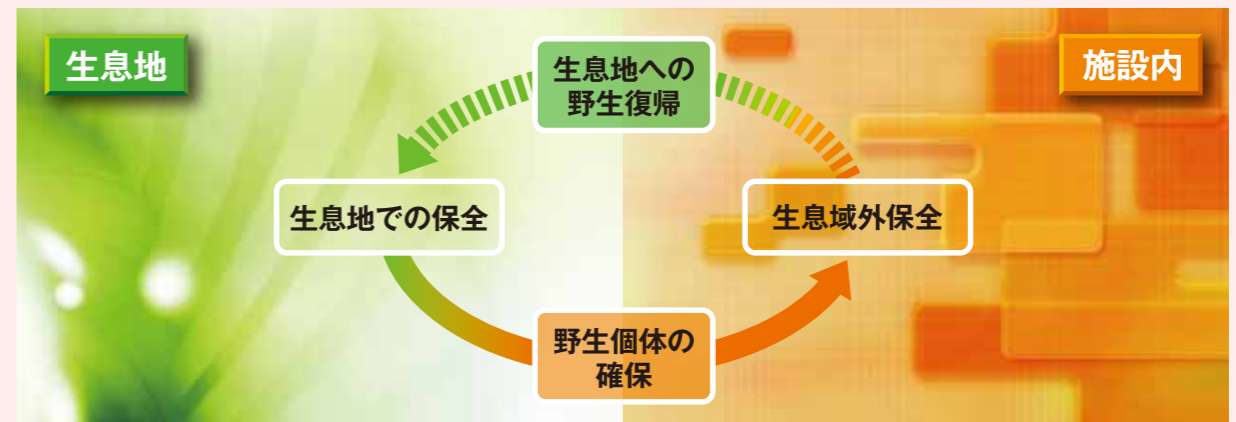 生息地
施設内
生息地への
野生復帰
生息地での保全
生息域外保全
野生個体の
確保